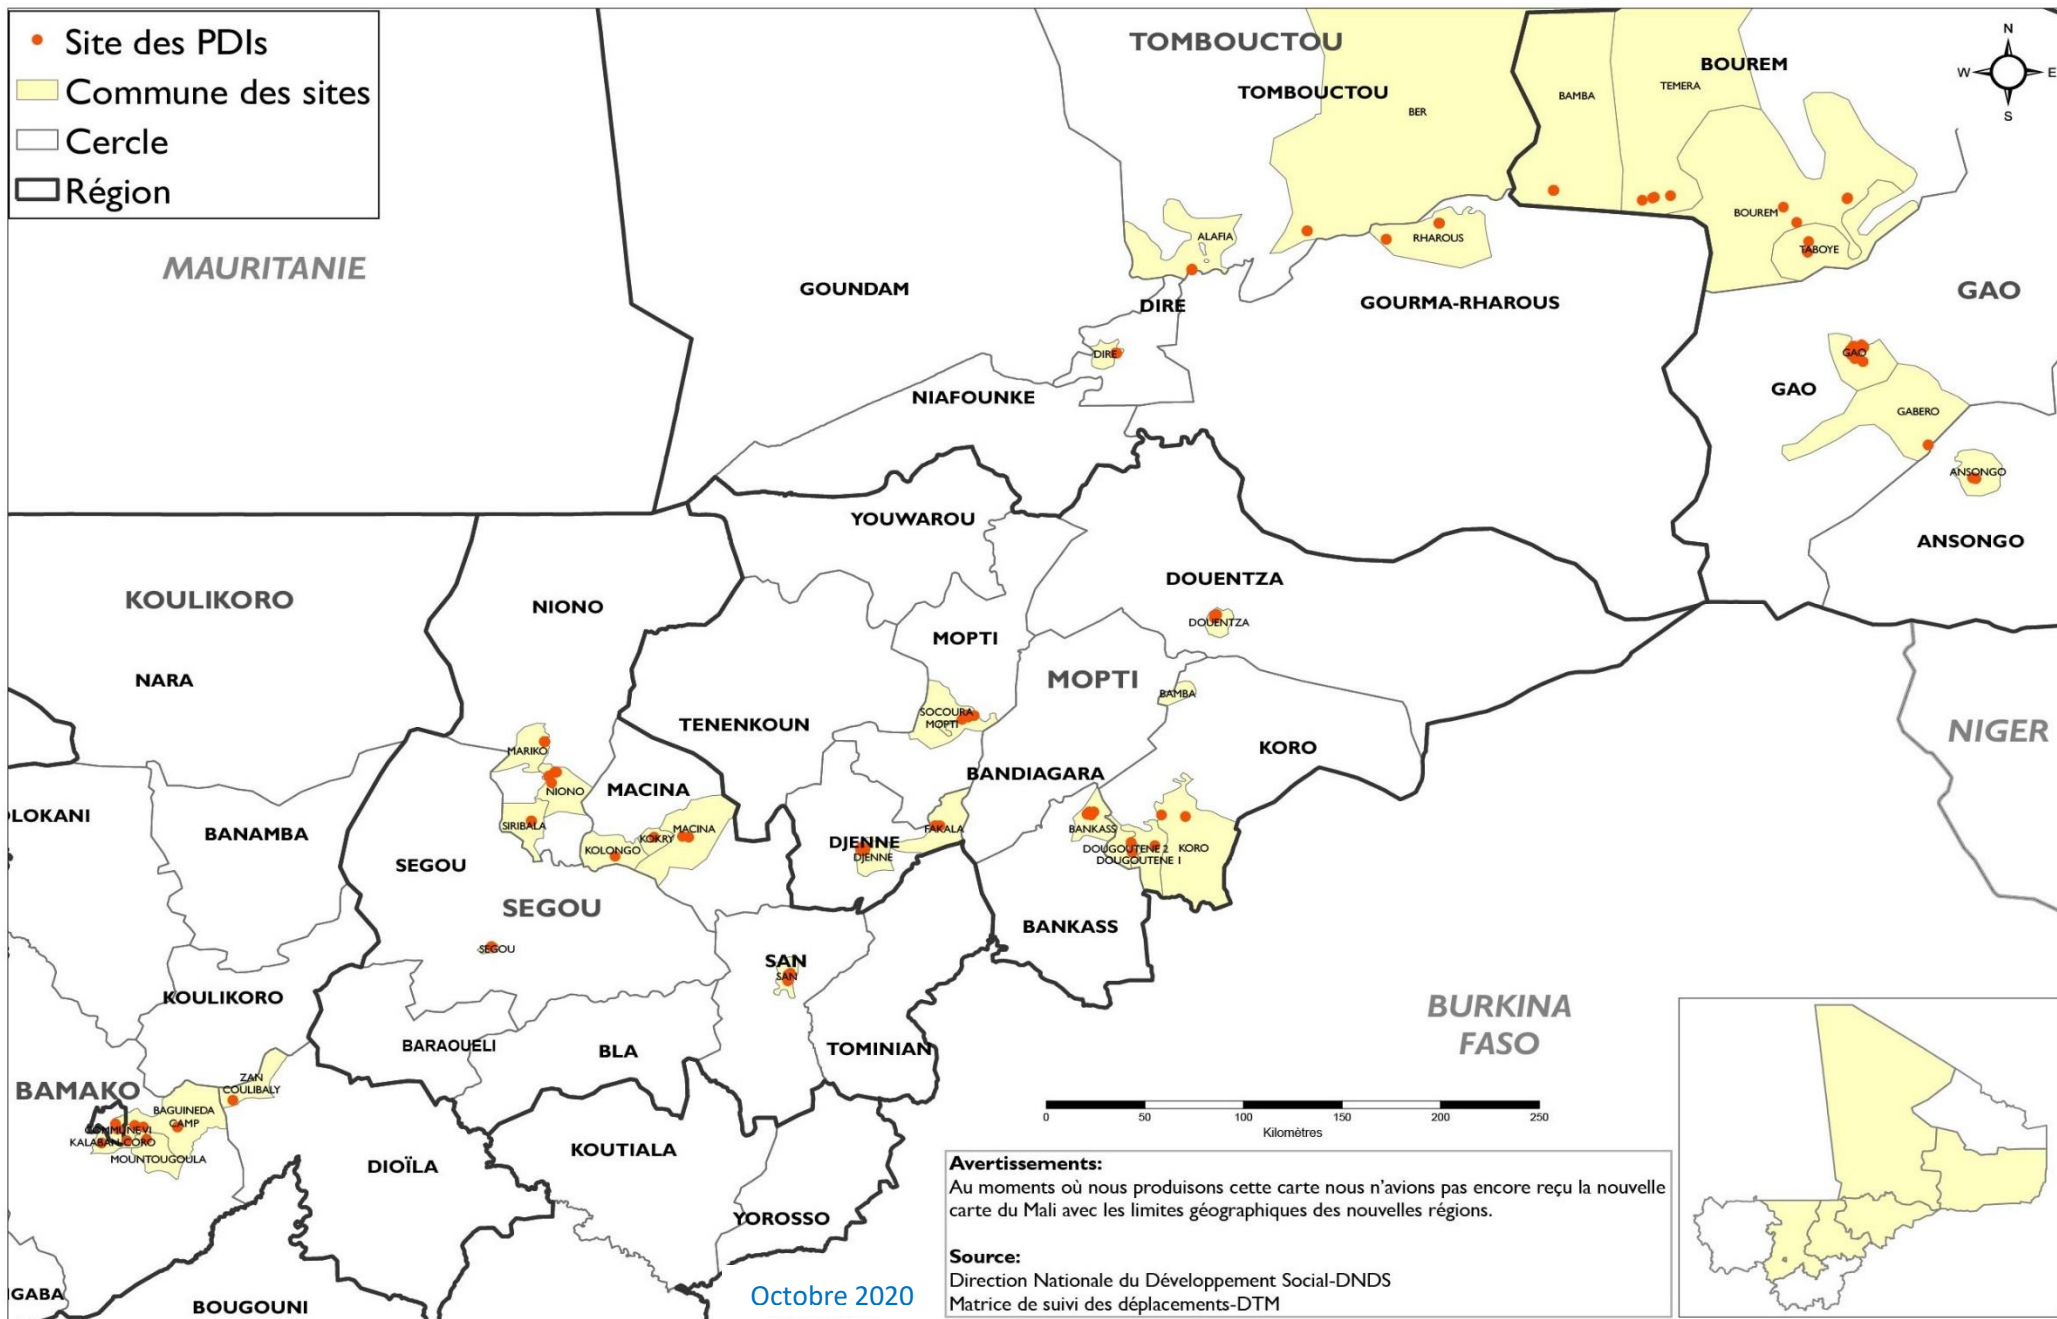 Site des PDIs
Commune des sites
Cercle
Région
TOMBOUCTOU
TOMBOUCTOU
BER
BAMBA
TEMERA
BOUREM
N
W
E
S
MAURITANIE
GOUNDAM
ALAFIA
RHAROUS
BOUREM
TABOYE
DIRE
GOURMA-RHAROUS
GAO
DIRE
GAO
GAO
NIAFOUNKE
GABERO
ANSONGO
YOUWAROU
ANSONGO
KOULIKORO
NIONO
DOUENTZA
DOUENTZA
MOPTI
NARA
MOPTI
BAMBA
SOCOURA
MOPTI
TENENKOUN
NIGER
MARIKO
KORO
BANDIAGARA
NIONO
MACINA
OLOKANI
BANAMBA
SIRIBALA
KOKRY
MACINA
KOLONGO
FAKALA
DJENNE
DJENNE
BANKASS
DOUGOUTENE 2
DOUGOUTENE I
KORO
SEGOU
SEGOU
BANKASS
SEGOU
SAN
SAN
KOULIKORO
BURKINA
FASO
BARAOUELI
BLA
TOMINIAN
ZAN
COULIBALY
BAMAKO
BAGUINEDA
CAMP
COMMUNE VI
KALABAN CORO
MOUNTOUGOULA
0
50
100
150
200
250
Kilomètres
DIOÏLA
KOUTIALA
YOROSSO
IGABA
BOUGOUNI
Octobre 2020
Avertissements:
Au moments où nous produisons cette carte nous n'avions pas encore reçu la nouvelle
carte du Mali avec les limites géographiques des nouvelles régions.
Source:
Direction Nationale du Développement Social-DNDS
Matrice de suivi des déplacements-DTM